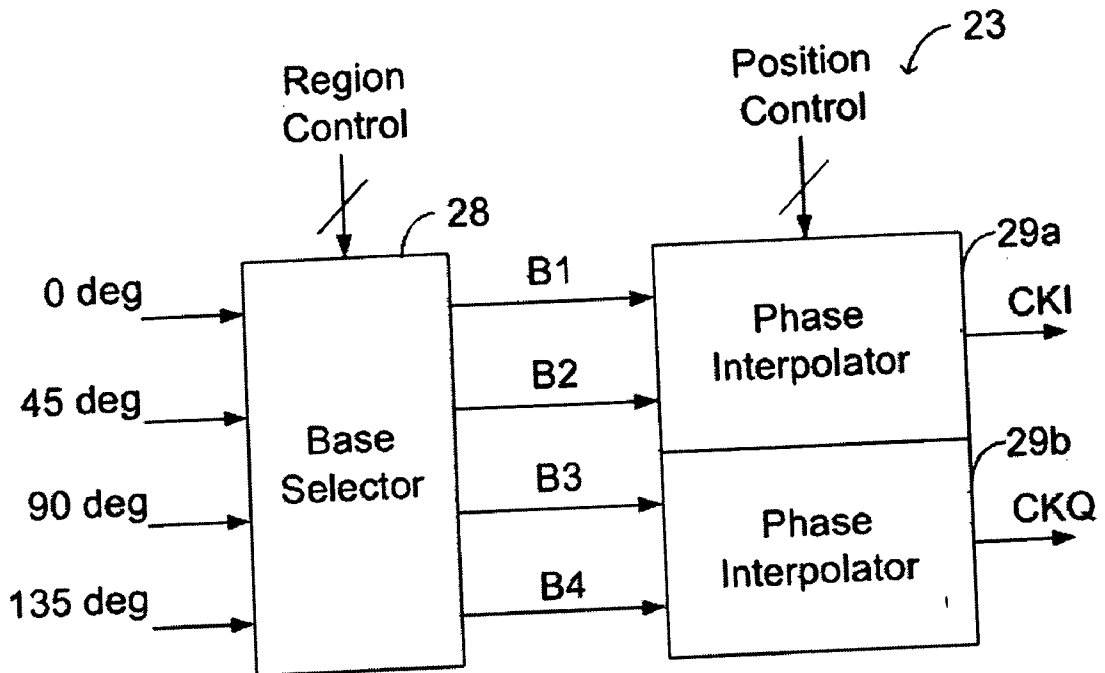 23
Region
Control
Position
Control
28
29a
0 deg
B1
CKI
Phase
Interpolator
45 deg
B2
Base
Selector
29b
90 deg
B3
CKQ
Phase
Interpolator
135 deg
B4